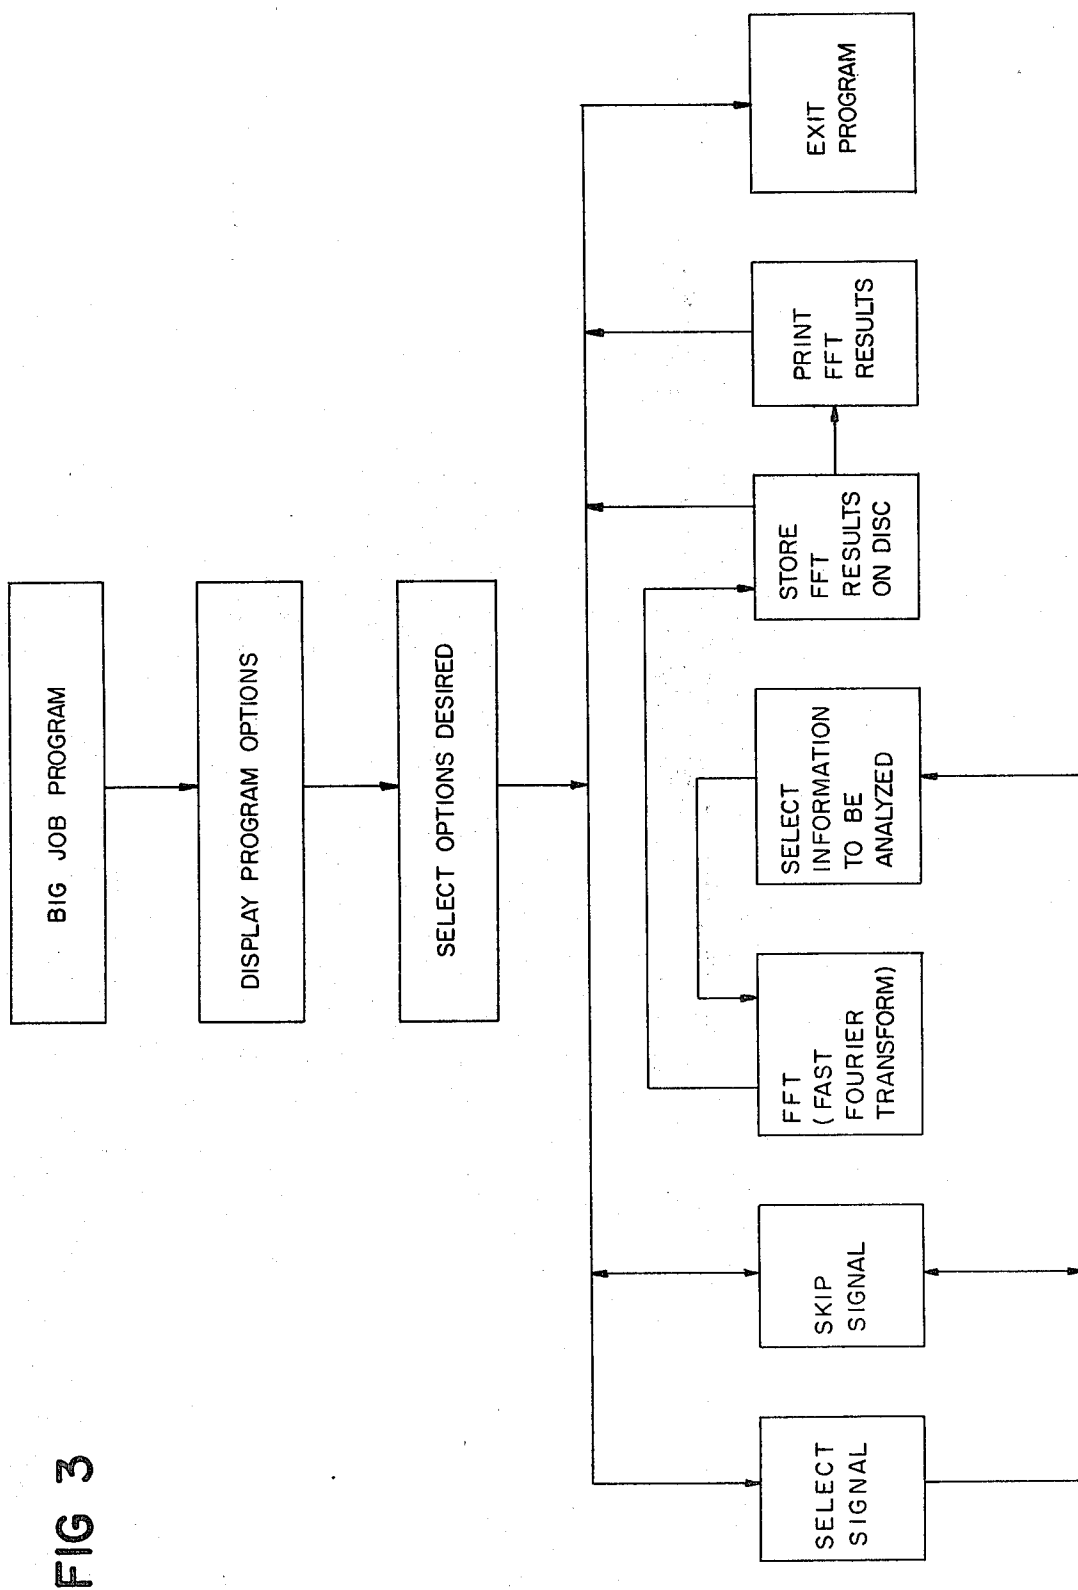 FIG 3
BIG JOB PROGRAM
DISPLAY PROGRAM OPTIONS
SELECT OPTIONS DESIRED
SELECT
SIGNAL
SKIP
SIGNAL
FFT
(FAST
FOURIER
TRANSFORM)
SELECT
INFORMATION
TO BE
ANALYZED
STORE
FFT
RESULTS
ON DISC
PRINT
FFT
RESULTS
EXIT
PROGRAM